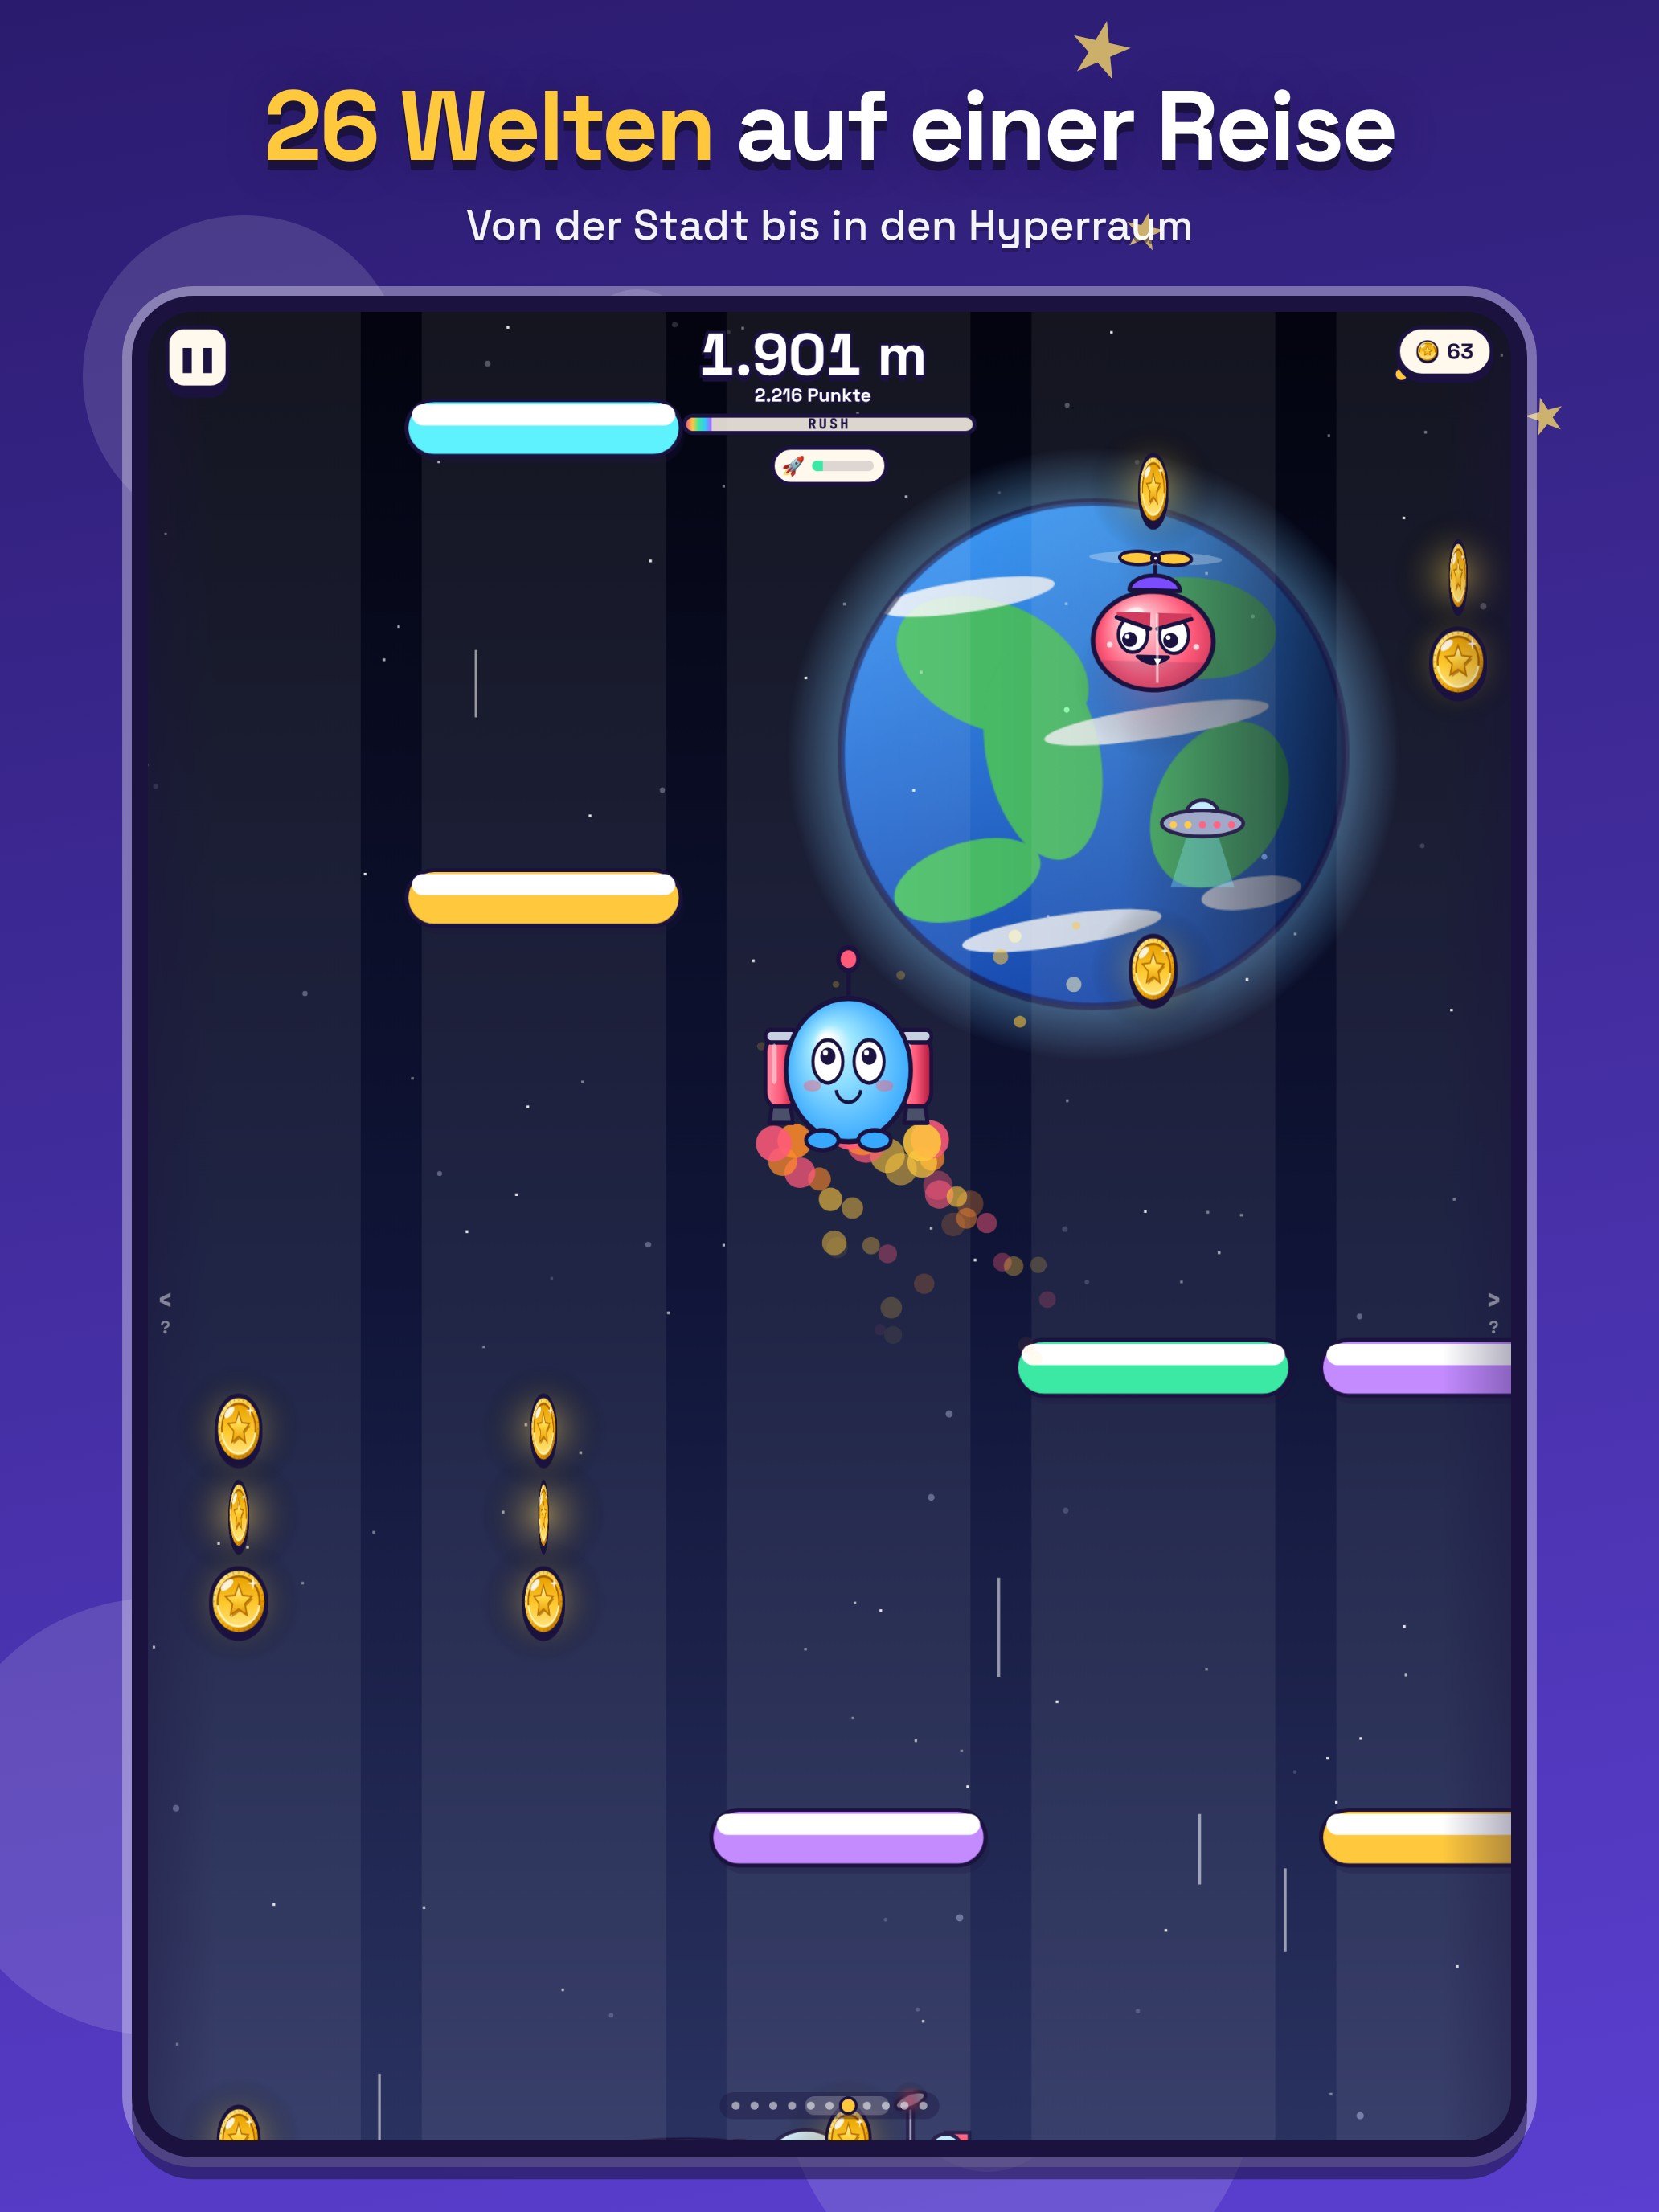 26 Welten auf einer Reise
Von der Stadt bis in den Hyperraum
1.901 m
63
2.216 Punkte
RUSH
< >
? ?